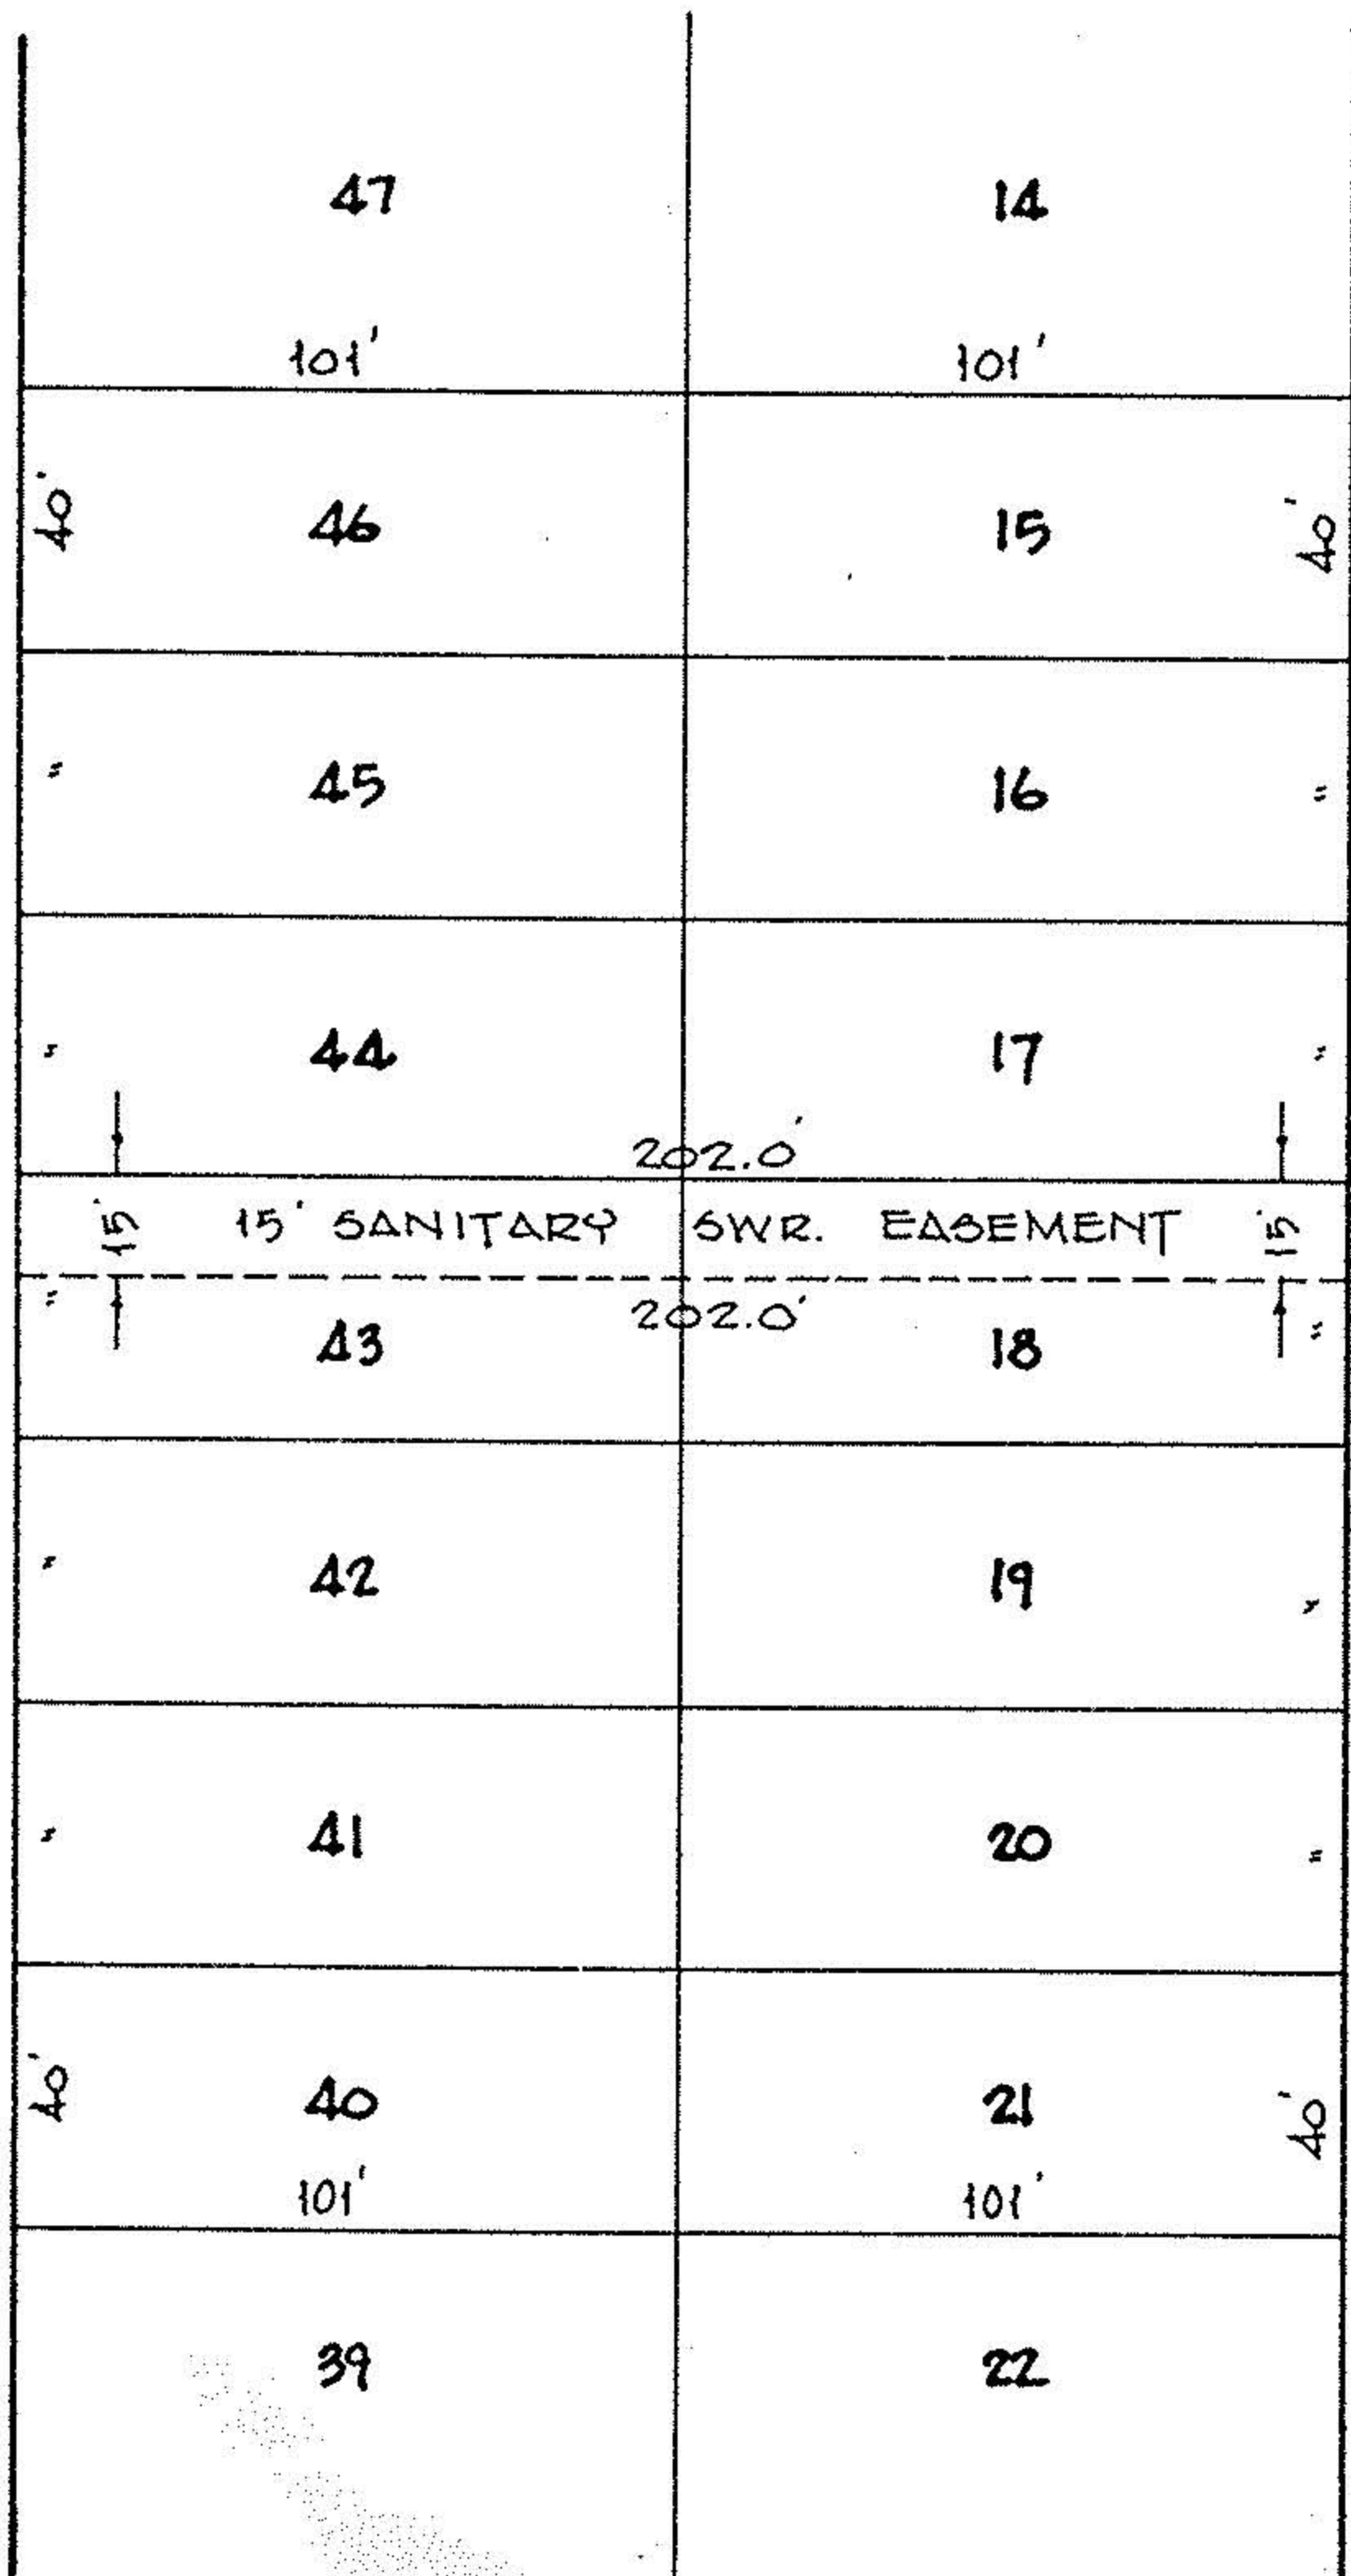 47 14
101' 101'
40' 46 15 40'
" 45 16 "
" 44 17 "
202.0'
15' 15' SANITARY SWR. EASEMENT 15'
202.0'
" 43 18 "
" 42 19 "
" 41 20 "
40' 40 21 40'
101' 101'
39 22